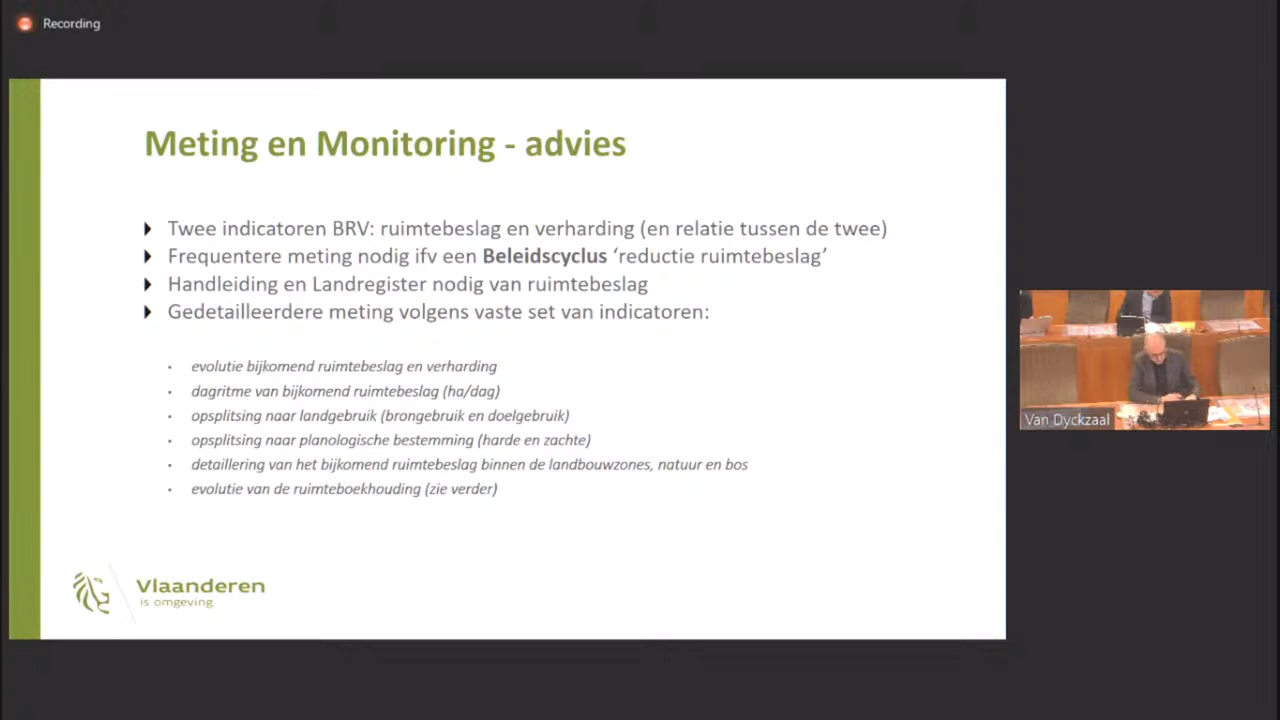 Recording
Meting en Monitoring - advies
Twee indicatoren BRV: ruimtebeslag en verharding (en relatie tussen de twee)
Frequentere meting nodig ifv een Beleidscyclus ‘reductie ruimtebeslag’
Handleiding en Landregister nodig van ruimtebeslag
Gedetailleerdere meting volgens vaste set van indicatoren:
evolutie bijkomend ruimtebeslag en verharding
dagritme van bijkomend ruimtebeslag (ha/dag)
opsplitsing naar landgebruik (brongebruik en doelgebruik)
opsplitsing naar planologische bestemming (harde en zachte)
detaillering van het bijkomend ruimtebeslag binnen de landbouwzones, natuur en bos
evolutie van de ruimteboekhouding (zie verder)
Vlaanderen
is omgeving
Van Dyckzaal